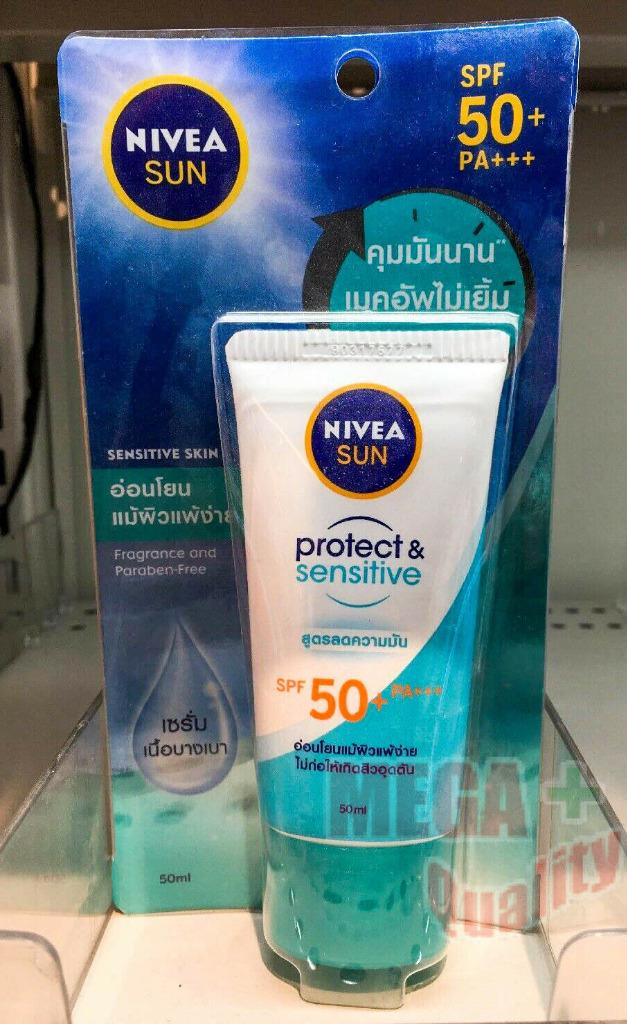 NIVEA
SUN
SPF
50+
PA+++
คุมมันนาน**
เมคอัพไม่เยิ้ม
NIVEA
SUN
protect &
sensitive
สูตรลดความมัน
SPF 50+ PA+++
อ่อนโยนแม้ผิวแพ้ง่าย
ไม่ก่อให้เกิดสิวอุดตัน
50ml
SENSITIVE SKIN
อ่อนโยน
แม้ผิวแพ้ง่าย
Fragrance and
Paraben-Free
เซรั่ม
เนื้อบางเบา
50ml
MEGA +
Quality